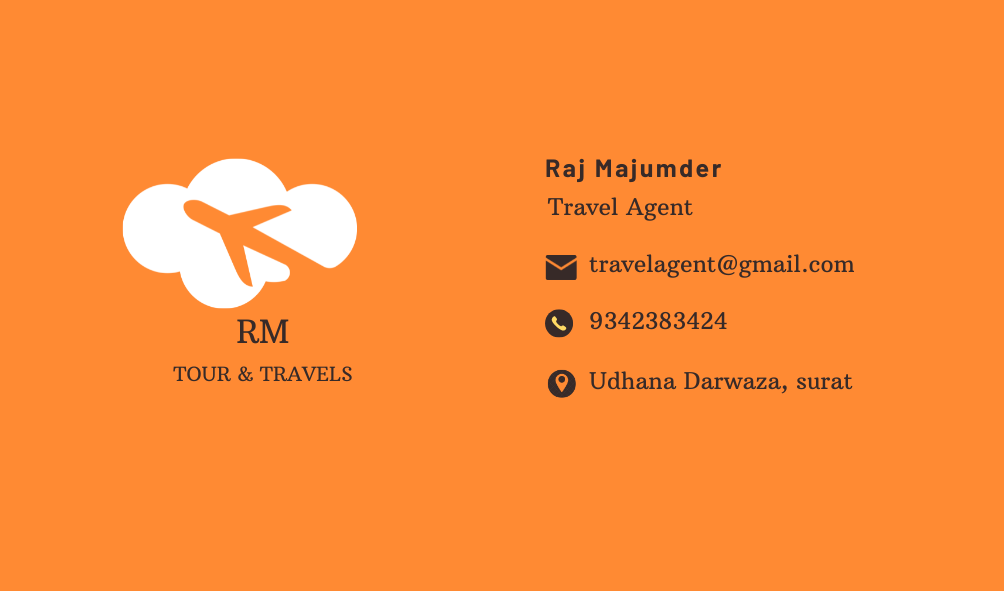 RM
TOUR & TRAVELS
Raj Majumder
Travel Agent
travelagent@gmail.com
9342383424
Udhana Darwaza, surat